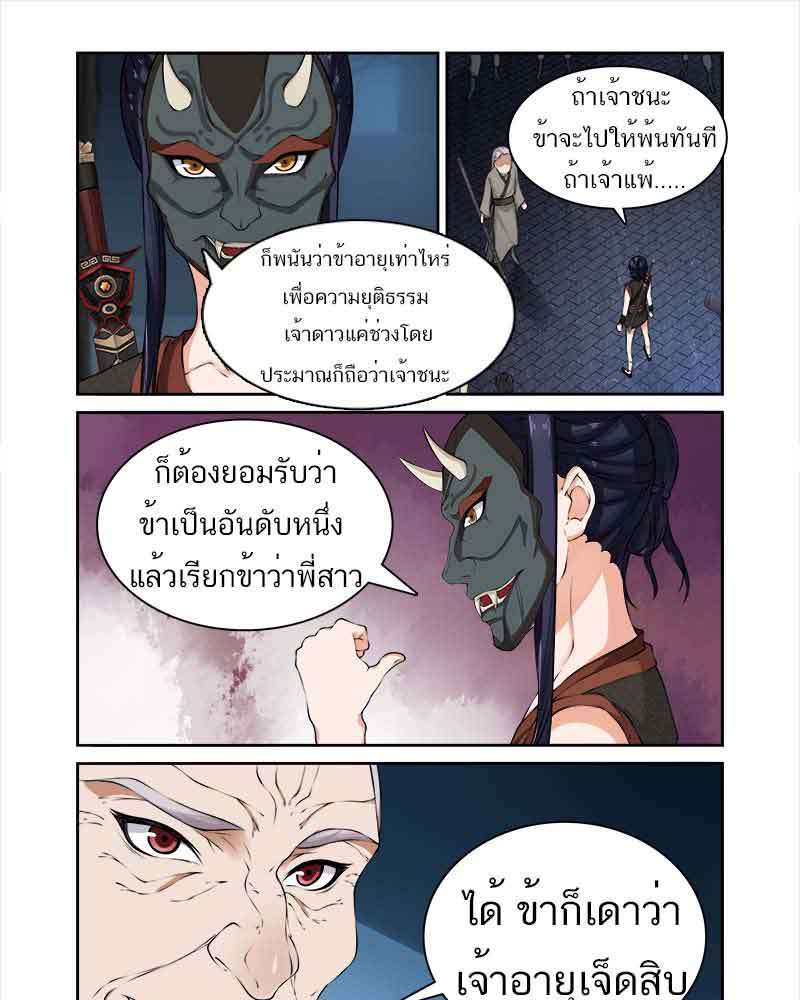 ก็พนันว่าข้าอายุเท่าไหร่
เพื่อความยุติธรรม
เจ้าดาวแค่ช่วงโดย
ประมาณก็ถือว่าเจ้าชนะ
ถ้าเจ้าชนะ
ข้าจะไปให้พ้นทันที
ถ้าเจ้าแพ้.....
ก็ต้องยอมรับว่า
ข้าเป็นอันดับหนึ่ง
แล้วเรียกข้าว่าพี่สาว
ได้ ข้าก็เดาว่า
เจ้าอายุเจ็ดสิบ